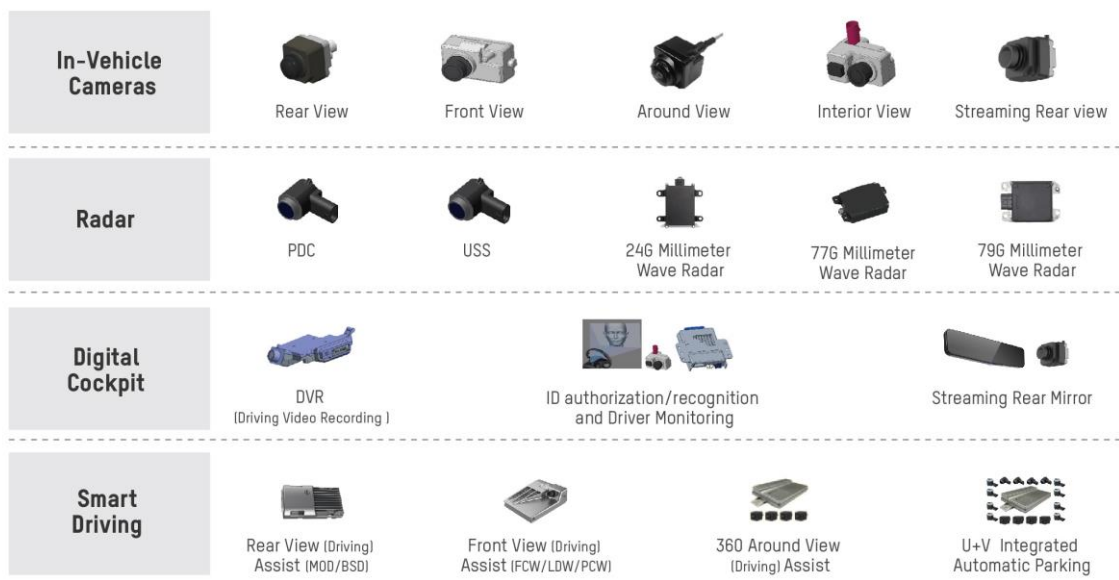 In-Vehicle
Cameras
Rear View
Front View
Around View
Interior View
Streaming Rear view
Radar
PDC
USS
24G Millimeter
Wave Radar
77G Millimeter
Wave Radar
79G Millimeter
Wave Radar
Digital
Cockpit
DVR
(Driving Video Recording )
ID authorization/recognition
and Driver Monitoring
Streaming Rear Mirror
Smart
Driving
Rear View (Driving)
Assist (MOD/BSD)
Front View (Driving)
Assist (FCW/LDW/PCW)
360 Around View
(Driving) Assist
U+V Integrated
Automatic Parking